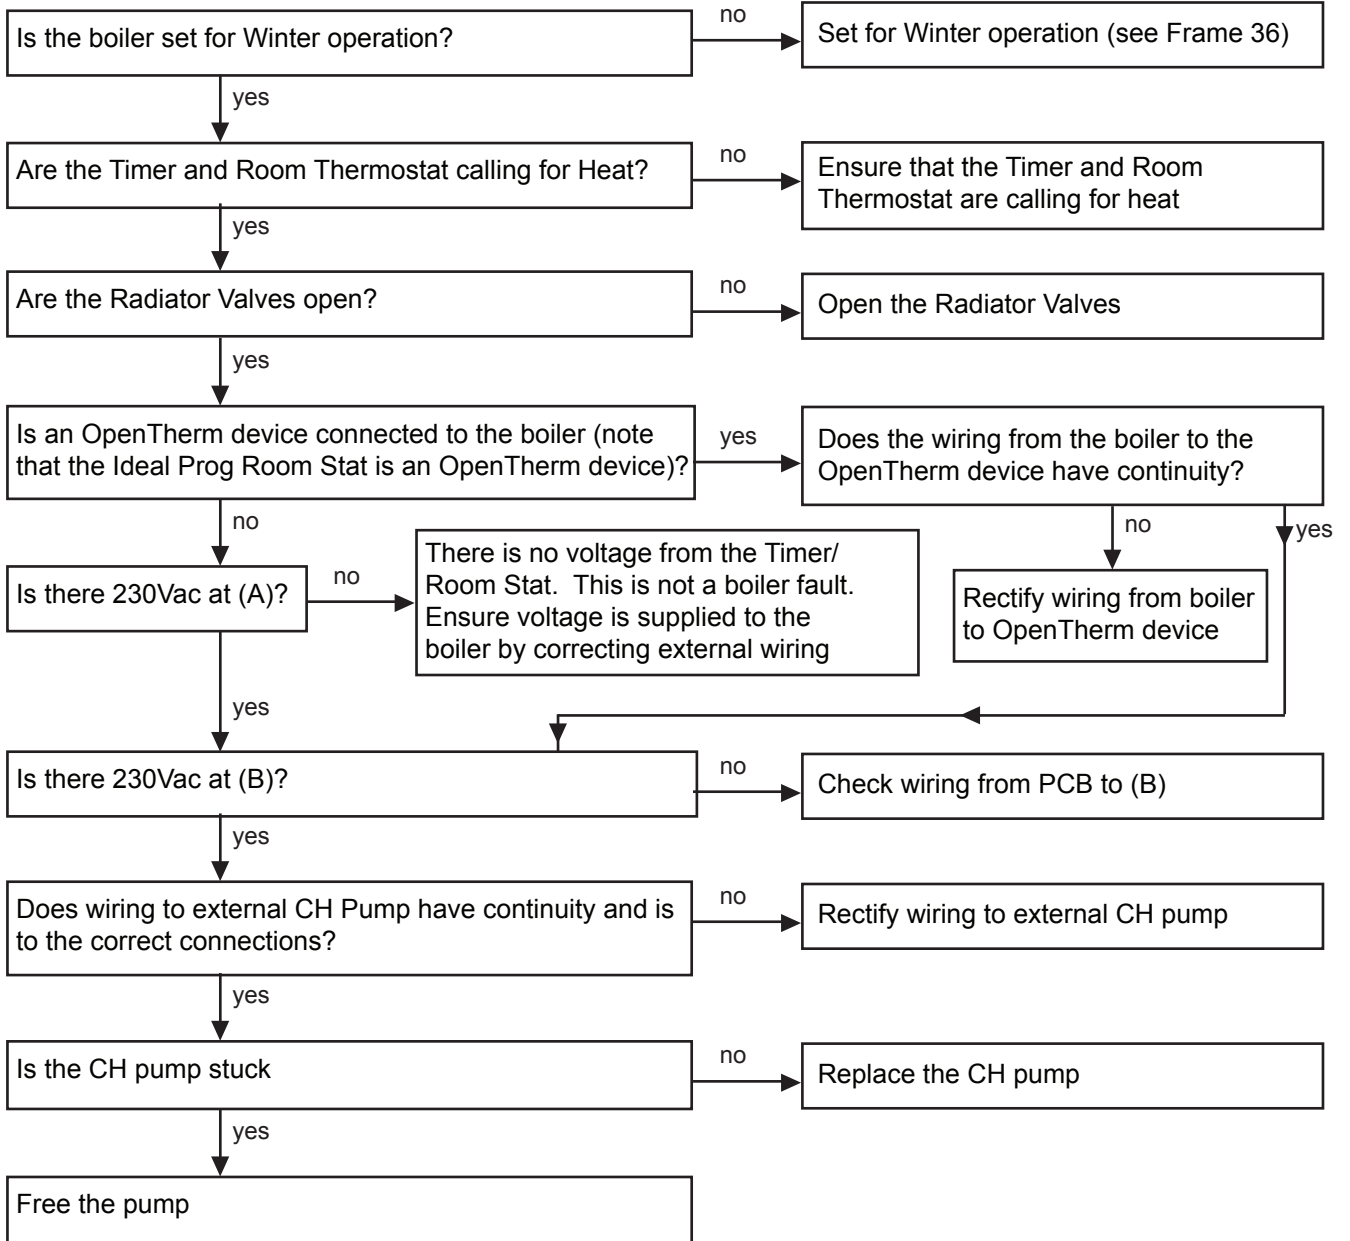 Is the boiler set for Winter operation?
no
Set for Winter operation (see Frame 36)
yes
Are the Timer and Room Thermostat calling for Heat?
no
Ensure that the Timer and Room
Thermostat are calling for heat
yes
Are the Radiator Valves open?
no
Open the Radiator Valves
yes
Is an OpenTherm device connected to the boiler (note
that the Ideal Prog Room Stat is an OpenTherm device)?
yes
Does the wiring from the boiler to the
OpenTherm device have continuity?
no
no
yes
Is there 230Vac at (A)?
no
There is no voltage from the Timer/
Room Stat.  This is not a boiler fault.
Ensure voltage is supplied to the
boiler by correcting external wiring
Rectify wiring from boiler
to OpenTherm device
yes
Is there 230Vac at (B)?
no
Check wiring from PCB to (B)
yes
Does wiring to external CH Pump have continuity and is
to the correct connections?
no
Rectify wiring to external CH pump
yes
Is the CH pump stuck
no
Replace the CH pump
yes
Free the pump